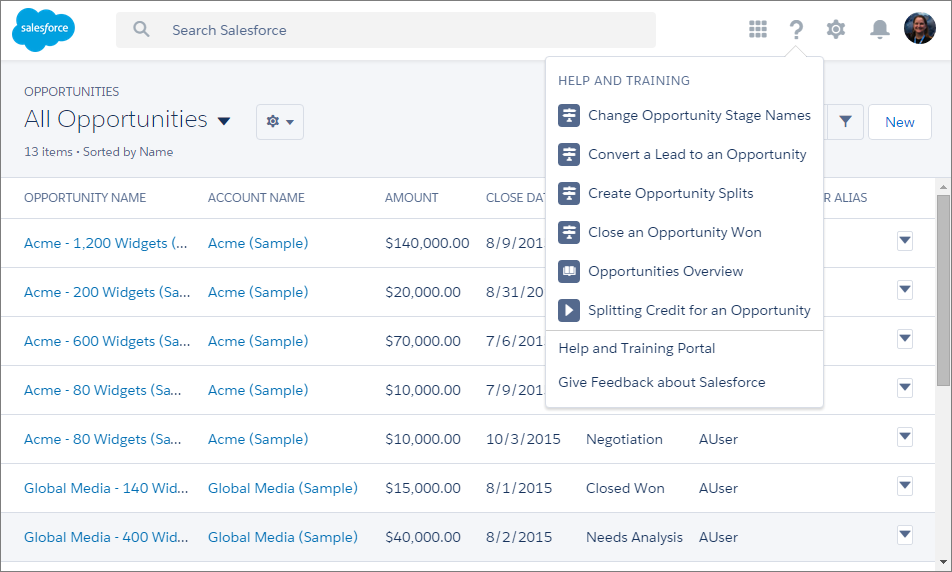 salesforce
Search Salesforce
?
OPPORTUNITIES
All Opportunities
13 items • Sorted by Name
New
HELP AND TRAINING
Change Opportunity Stage Names
Convert a Lead to an Opportunity
Create Opportunity Splits
Close an Opportunity Won
Opportunities Overview
Splitting Credit for an Opportunity
Help and Training Portal
Give Feedback about Salesforce
OPPORTUNITY NAME ACCOUNT NAME AMOUNT CLOSE DA R ALIAS
Acme - 1,200 Widgets (... Acme (Sample) $140,000.00 8/9/201
Acme - 200 Widgets (Sa... Acme (Sample) $20,000.00 8/31/20
Acme - 600 Widgets (Sa... Acme (Sample) $70,000.00 7/6/201
Acme - 80 Widgets (Sa... Acme (Sample) $10,000.00 7/9/201
Acme - 80 Widgets (Sa... Acme (Sample) $10,000.00 10/3/2015 Negotiation AUser
Global Media - 140 Wid... Global Media (Sample) $15,000.00 8/1/2015 Closed Won AUser
Global Media - 400 Wid... Global Media (Sample) $40,000.00 8/2/2015 Needs Analysis AUser